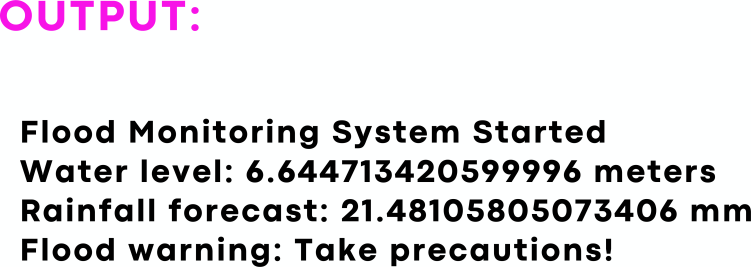 OUTPUT:
Flood Monitoring System Started
Water level: 6.644713420599996 meters
Rainfall forecast: 21.48105805073406 mm
Flood warning: Take precautions!